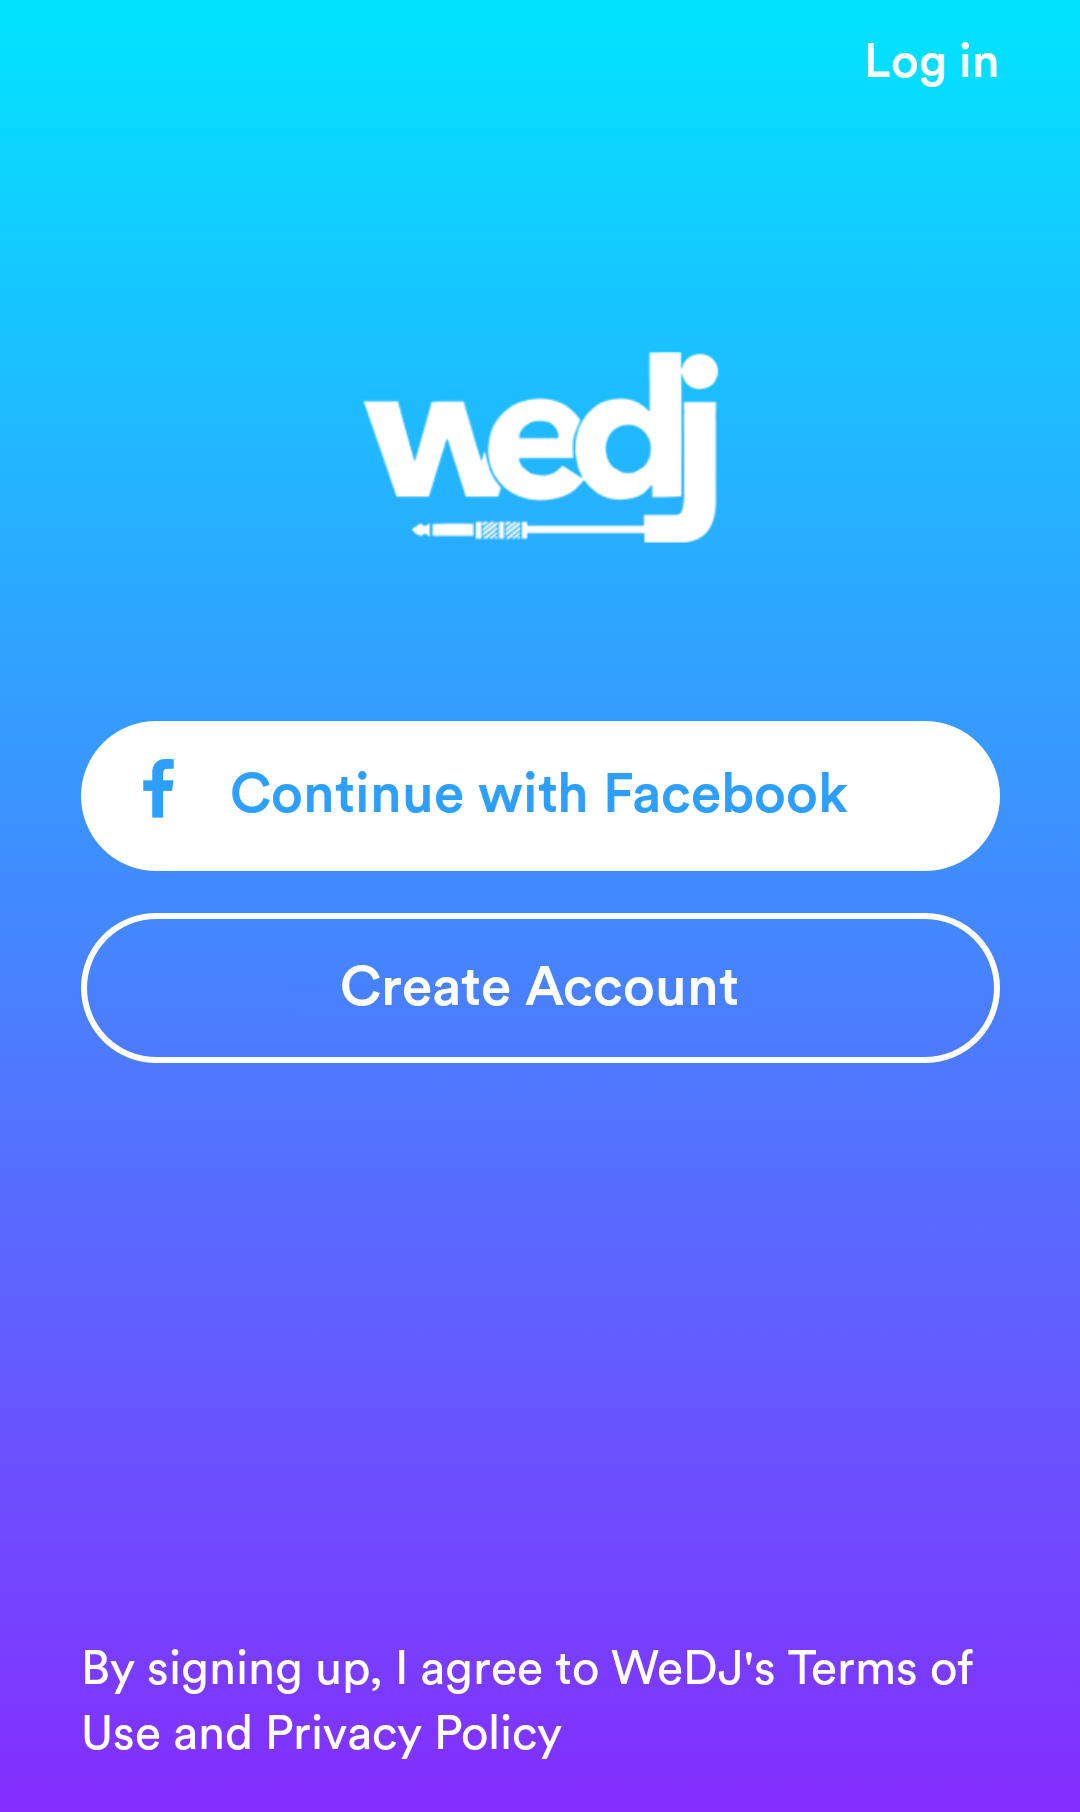 Log in
wedj
Continue with Facebook
Create Account
By signing up, I agree to WeDJ's Terms of
Use and Privacy Policy